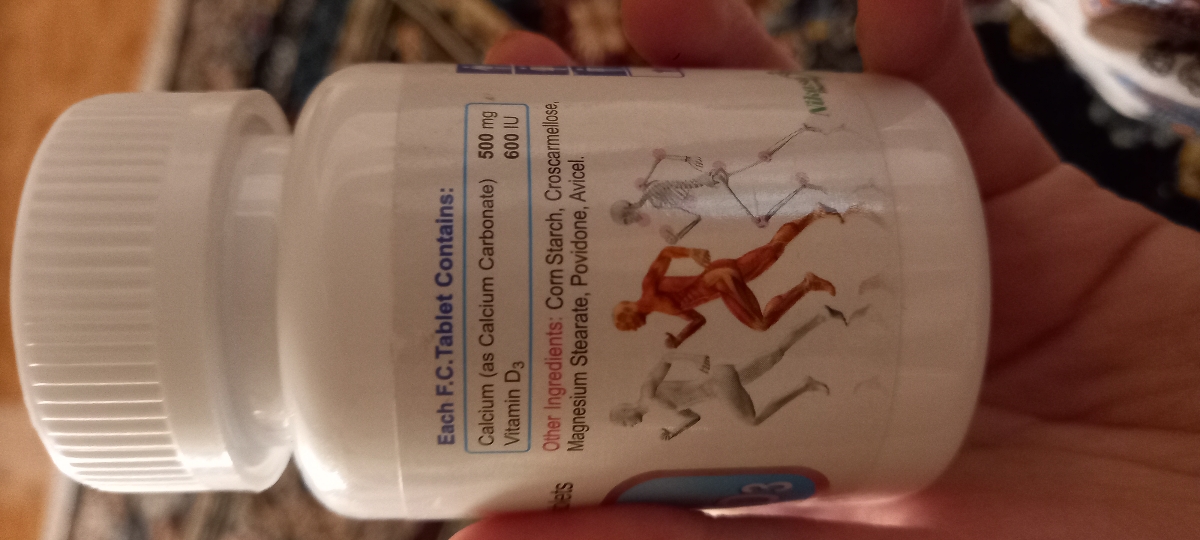 Each F.C.Tablet Contains:
Calcium (as Calcium Carbonate) 500 mg
Vitamin D3 600 IU
Other Ingredients: Corn Starch, Croscarmellose,
Magnesium Stearate, Povidone, Avicel.